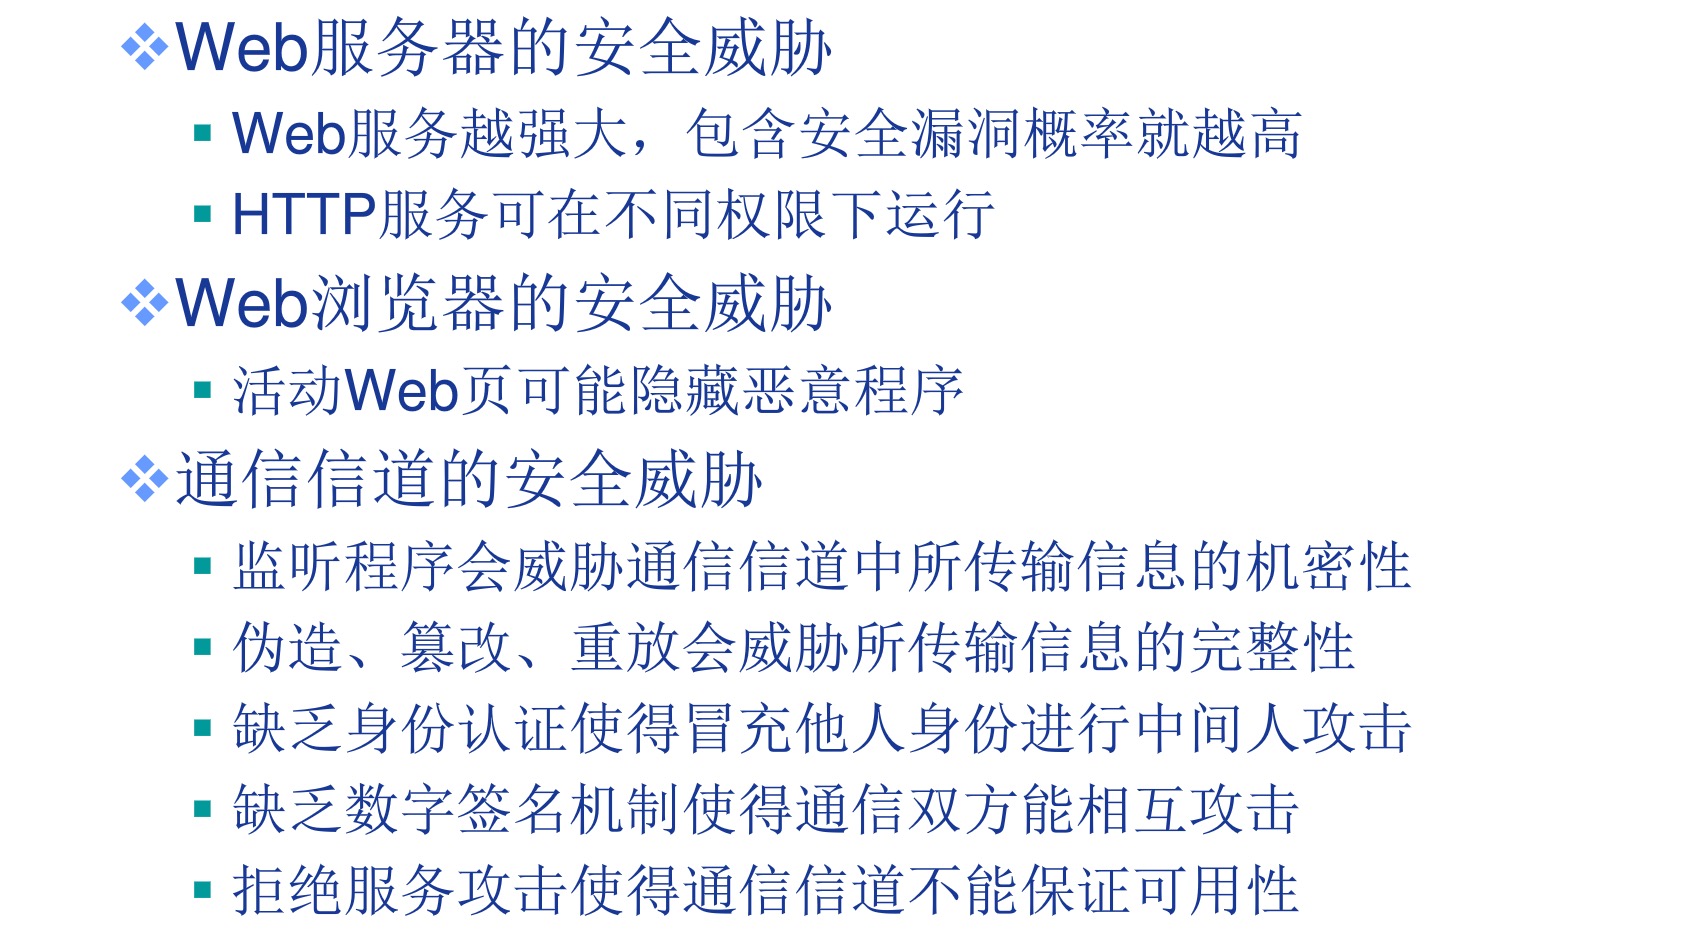 Web服务器的安全威胁
Web服务越强大，包含安全漏洞概率就越高
HTTP服务可在不同权限下运行
Web浏览器的安全威胁
活动Web页可能隐藏恶意程序
通信信道的安全威胁
监听程序会威胁通信信道中所传输信息的机密性
伪造、篡改、重放会威胁所传输信息的完整性
缺乏身份认证使得冒充他人身份进行中间人攻击
缺乏数字签名机制使得通信双方能相互攻击
拒绝服务攻击使得通信信道不能保证可用性